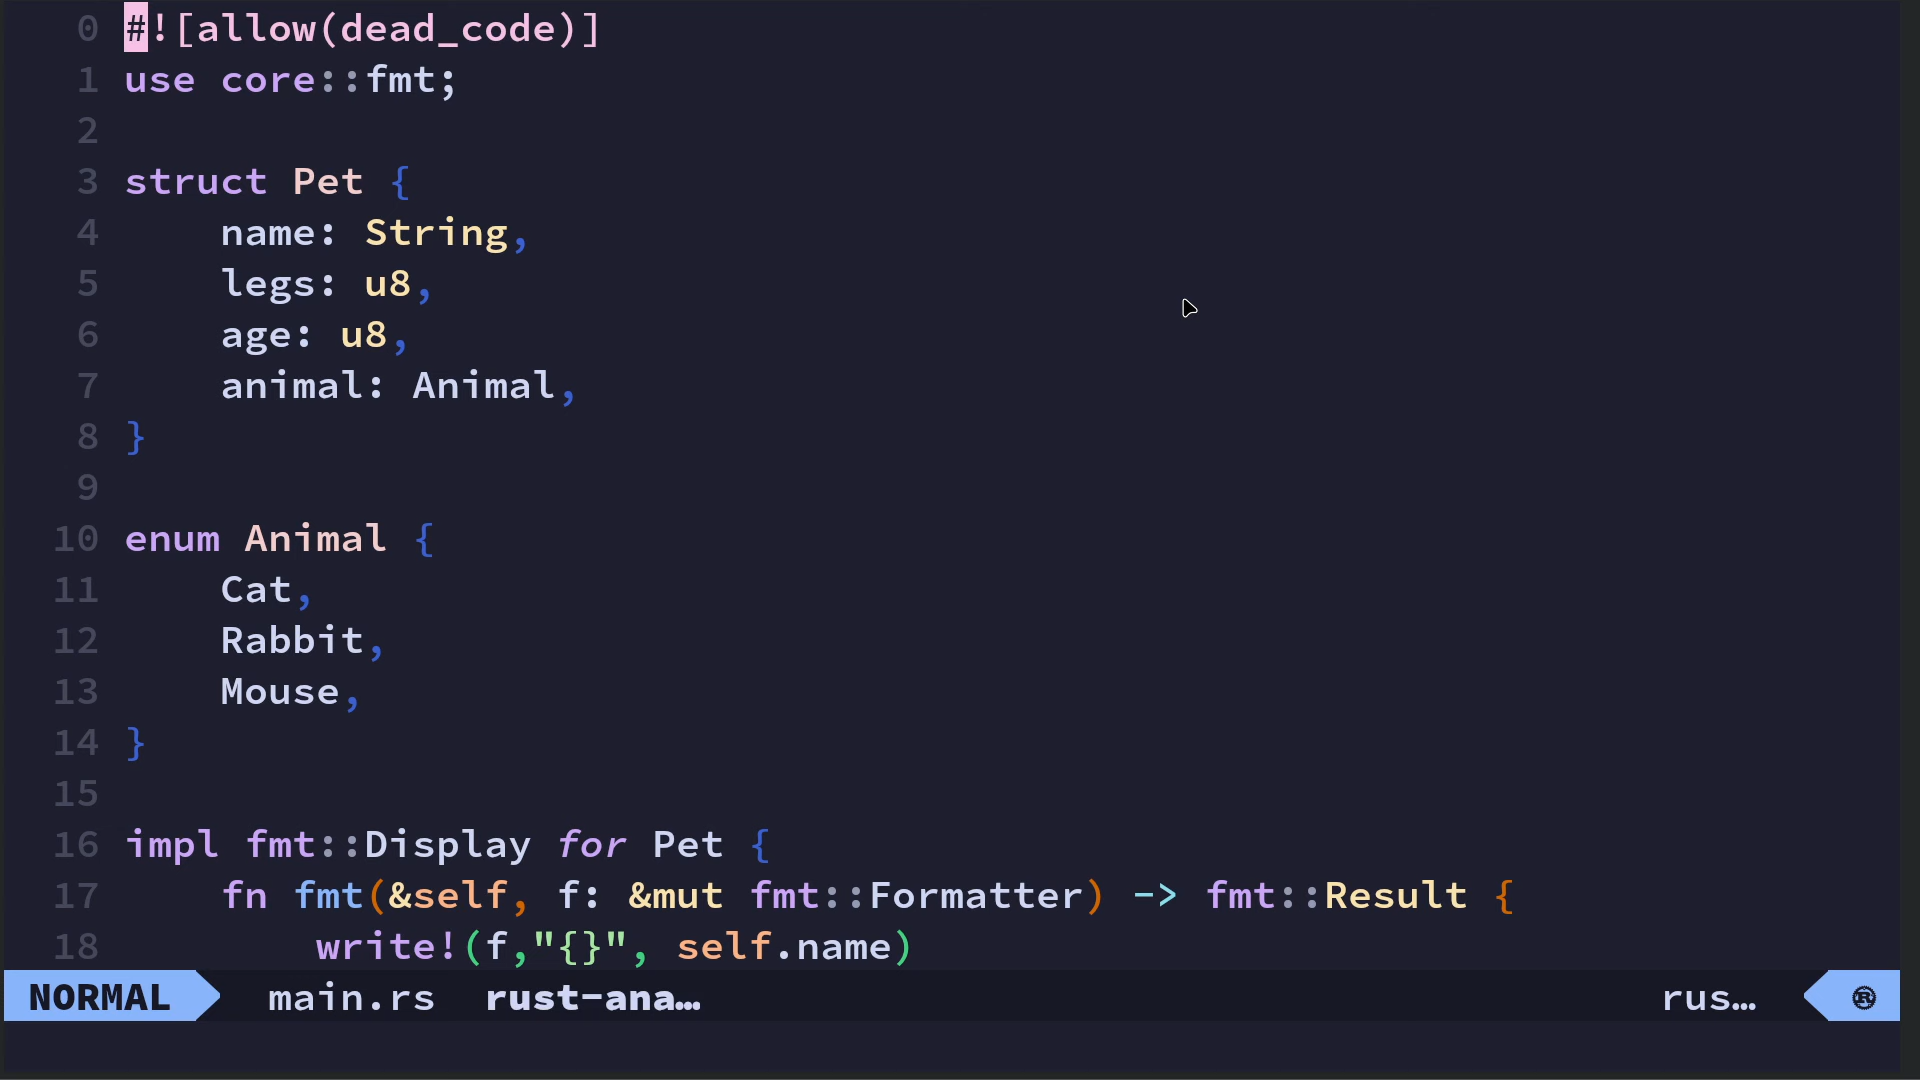 0 #![allow(dead_code)]
1 use core::fmt;
2
3 struct Pet {
4     name: String,
5     legs: u8,
6     age: u8,
7     animal: Animal,
8 }
9
10 enum Animal {
11     Cat,
12     Rabbit,
13     Mouse,
14 }
15
16 impl fmt::Display for Pet {
17     fn fmt(&self, f: &mut fmt::Formatter) -> fmt::Result {
18         write!(f,"{}", self.name)
NORMAL main.rs rust-ana… rus… ®